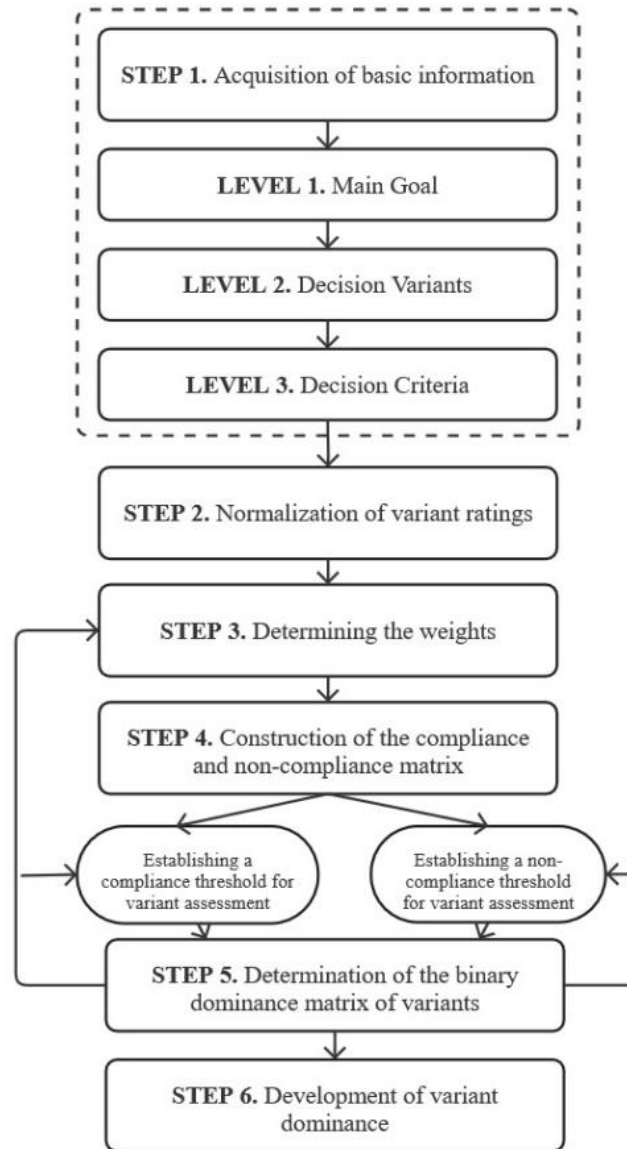 STEP 1. Acquisition of basic information
LEVEL 1. Main Goal
LEVEL 2. Decision Variants
LEVEL 3. Decision Criteria
STEP 2. Normalization of variant ratings
STEP 3. Determining the weights
STEP 4. Construction of the compliance
and non-compliance matrix
Establishing a
compliance threshold for
variant assessment
Establishing a non-
compliance threshold
for variant assessment
STEP 5. Determination of the binary
dominance matrix of variants
STEP 6. Development of variant
dominance